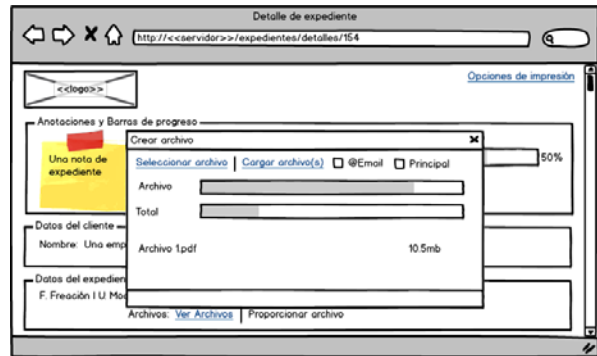 Detalle de expediente
http://<<servidor>>/expedientes/detalles/154
<<logo>>
Opciones de impresión
Anotaciones y Barras de progreso
Una nota de
expediente
50%
Crear archivo
Seleccionar archivo | Cargar archivo(s) @Email Principal
Archivo
Total
Archivo 1.pdf 10.5mb
Datos del cliente
Nombre: Una emp
Datos del expedien
F. Freación | U. Mod
Archivos: Ver Archivos | Proporcionar archivo